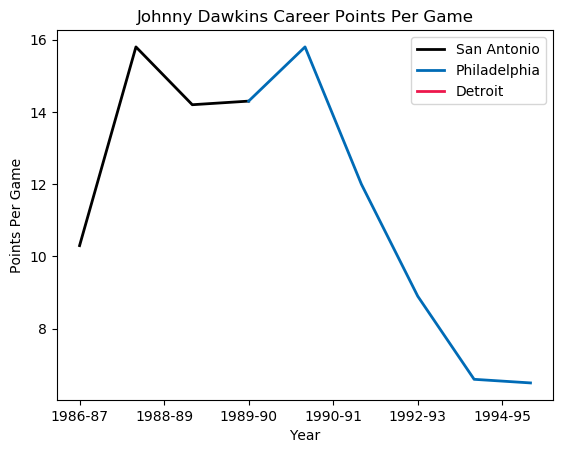 Johnny Dawkins Career Points Per Game
16
14
12
10
8
Points Per Game
San Antonio
Philadelphia
Detroit
1986-87 1988-89 1989-90 1990-91 1992-93 1994-95
Year